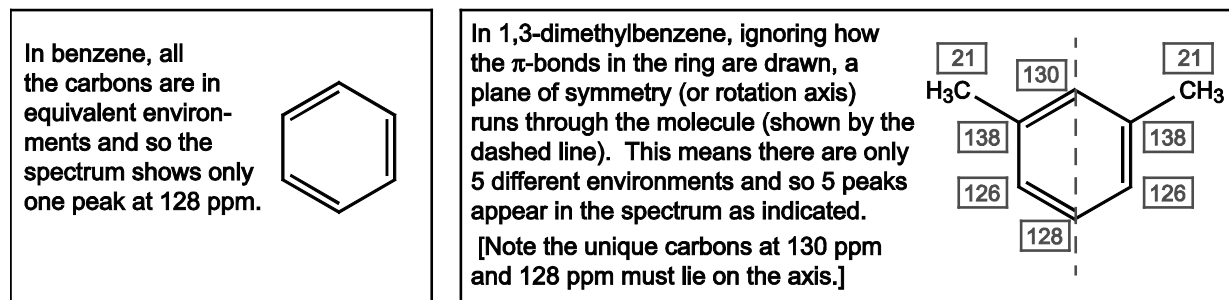 In benzene, all
the carbons are in
equivalent environ-
ments and so the
spectrum shows only
one peak at 128 ppm.
In 1,3-dimethylbenzene, ignoring how
the π-bonds in the ring are drawn, a
plane of symmetry (or rotation axis)
runs through the molecule (shown by the
dashed line). This means there are only
5 different environments and so 5 peaks
appear in the spectrum as indicated.
[Note the unique carbons at 130 ppm
and 128 ppm must lie on the axis.]
21
21
130
H₃C
CH₃
138
138
126
126
128